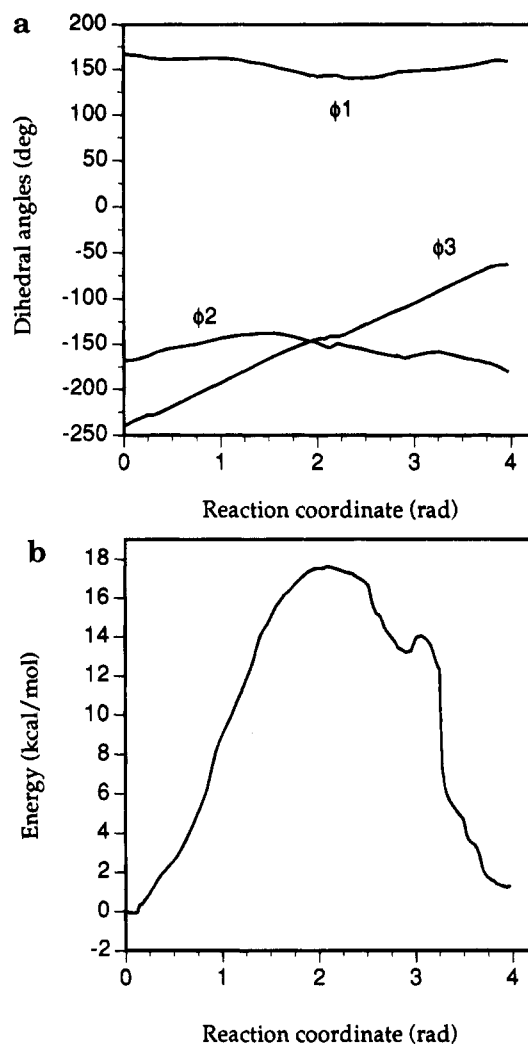 a
200
150
100
50
0
-50
-100
-150
-200
-250
Dihedral angles (deg)
ϕ1
ϕ3
ϕ2
0 1 2 3 4
Reaction coordinate (rad)
b
18
16
14
12
10
8
6
4
2
0
-2
Energy (kcal/mol)
0 1 2 3 4
Reaction coordinate (rad)